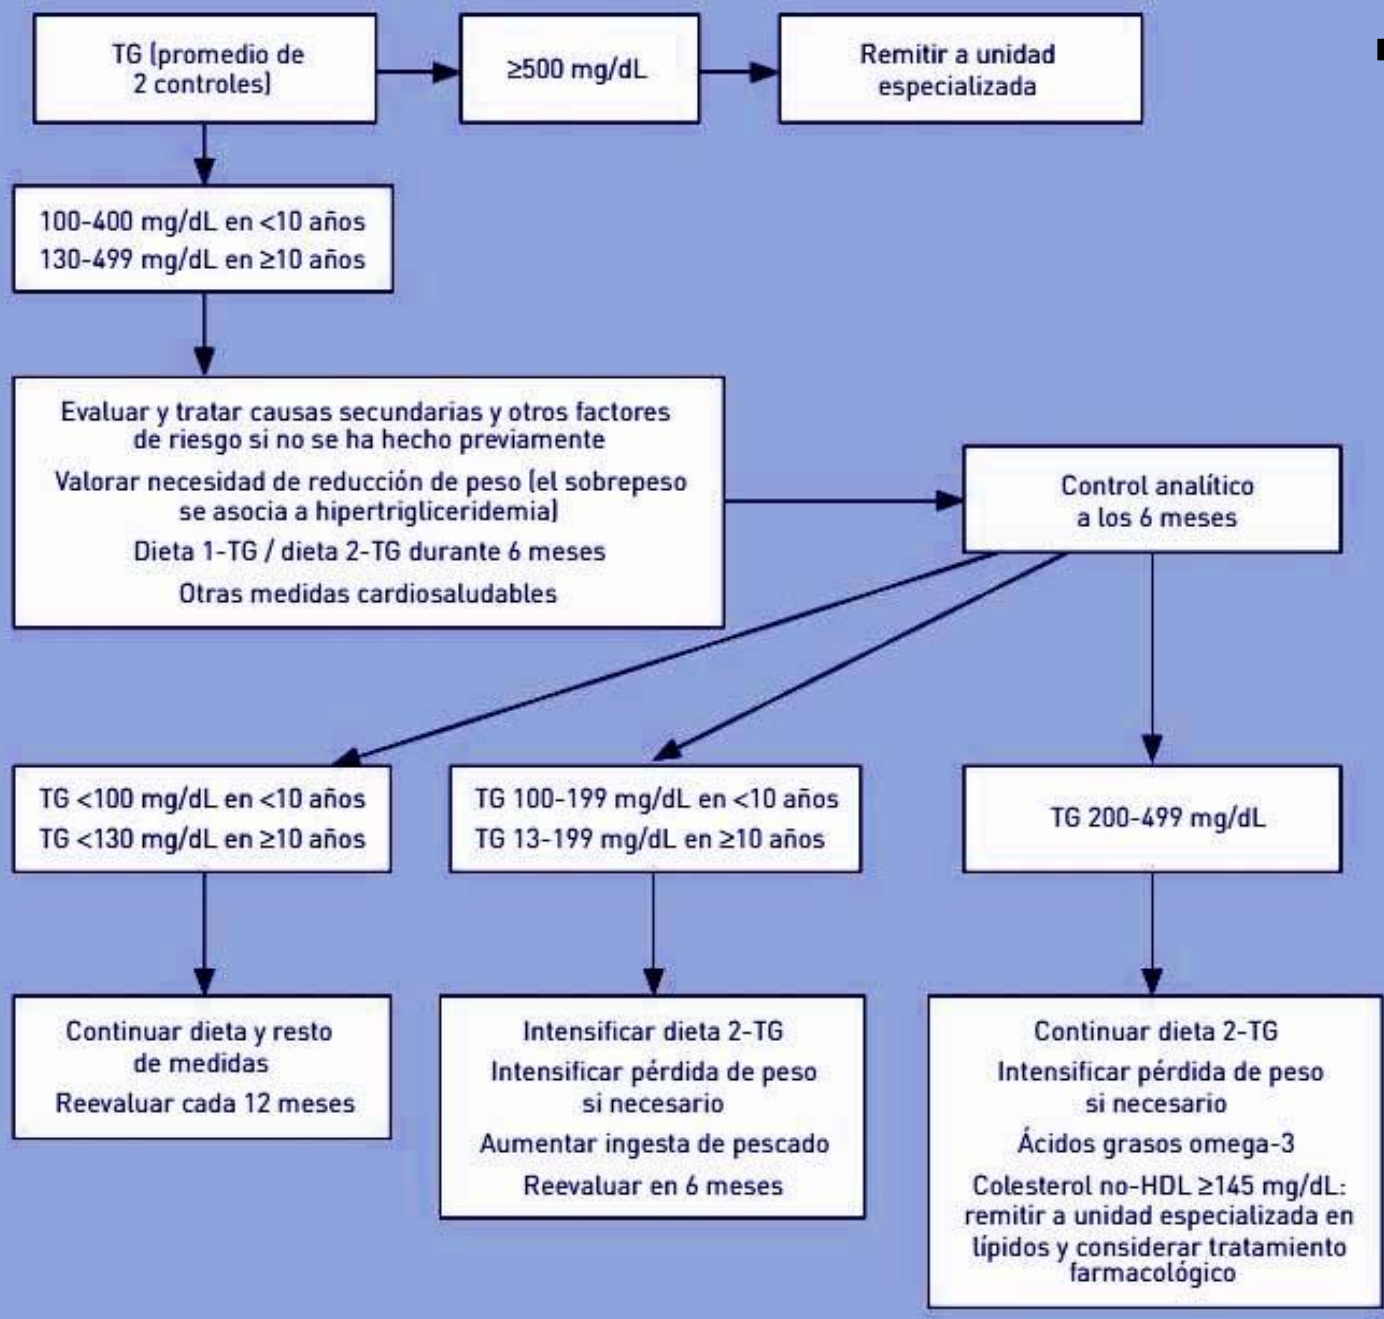 TG (promedio de
2 controles)
≥500 mg/dL
Remitir a unidad
especializada
100-400 mg/dL en <10 años
130-499 mg/dL en ≥10 años
Evaluar y tratar causas secundarias y otros factores
de riesgo si no se ha hecho previamente
Valorar necesidad de reducción de peso (el sobrepeso
se asocia a hipertrigliceridemia)
Dieta 1-TG / dieta 2-TG durante 6 meses
Otras medidas cardiosaludables
Control analítico
a los 6 meses
TG <100 mg/dL en <10 años
TG <130 mg/dL en ≥10 años
TG 100-199 mg/dL en <10 años
TG 13-199 mg/dL en ≥10 años
TG 200-499 mg/dL
Continuar dieta y resto
de medidas
Reevaluar cada 12 meses
Intensificar dieta 2-TG
Intensificar pérdida de peso
si necesario
Aumentar ingesta de pescado
Reevaluar en 6 meses
Continuar dieta 2-TG
Intensificar pérdida de peso
si necesario
Ácidos grasos omega-3
Colesterol no-HDL ≥145 mg/dL:
remitir a unidad especializada en
lípidos y considerar tratamiento
farmacológico